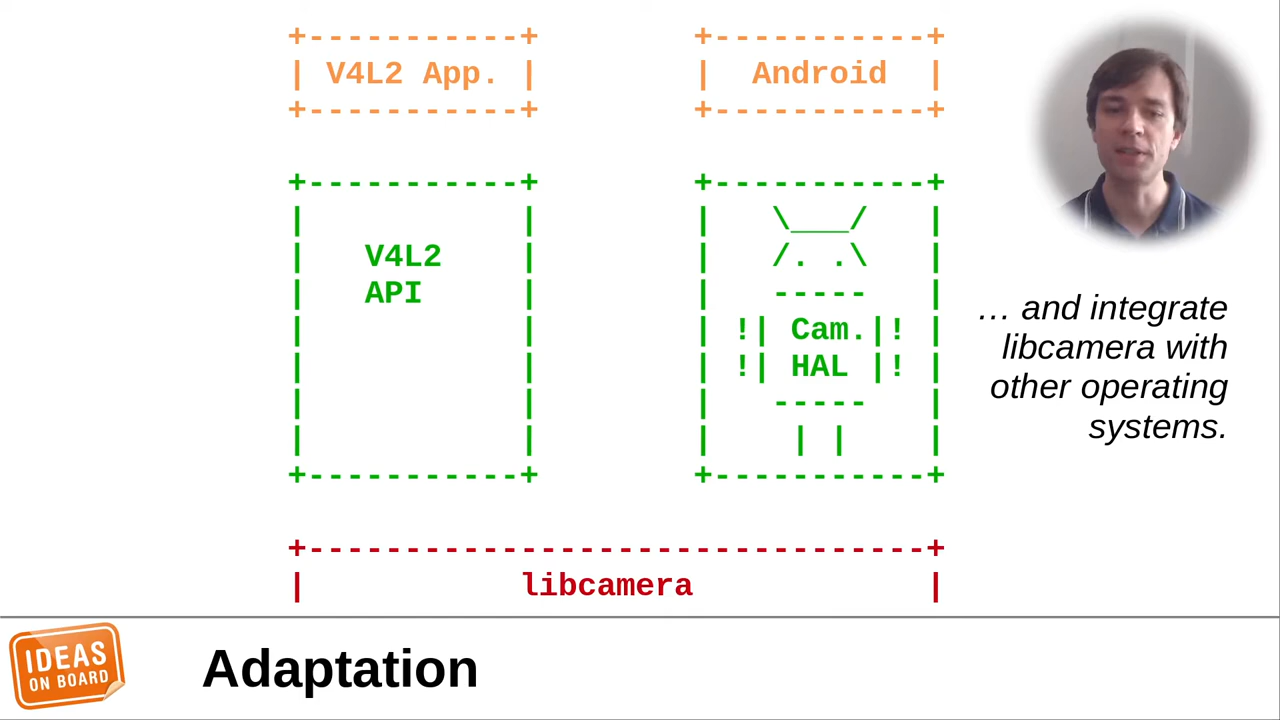 +-----------+ +-----------+
| V4L2 App. | | Android |
+-----------+ +-----------+
+-----------+ +-----------+
| | | \___/ |
| V4L2 | | /. .\ |
| API | | ----- |
| | | !| Cam.|! |
| | | !| HAL |! |
| | | ----- |
| | | | | |
+-----------+ +-----------+
+--------------------------------+
| libcamera |
… and integrate
libcamera with
other operating
systems.
IDEAS
ON BOARD
Adaptation